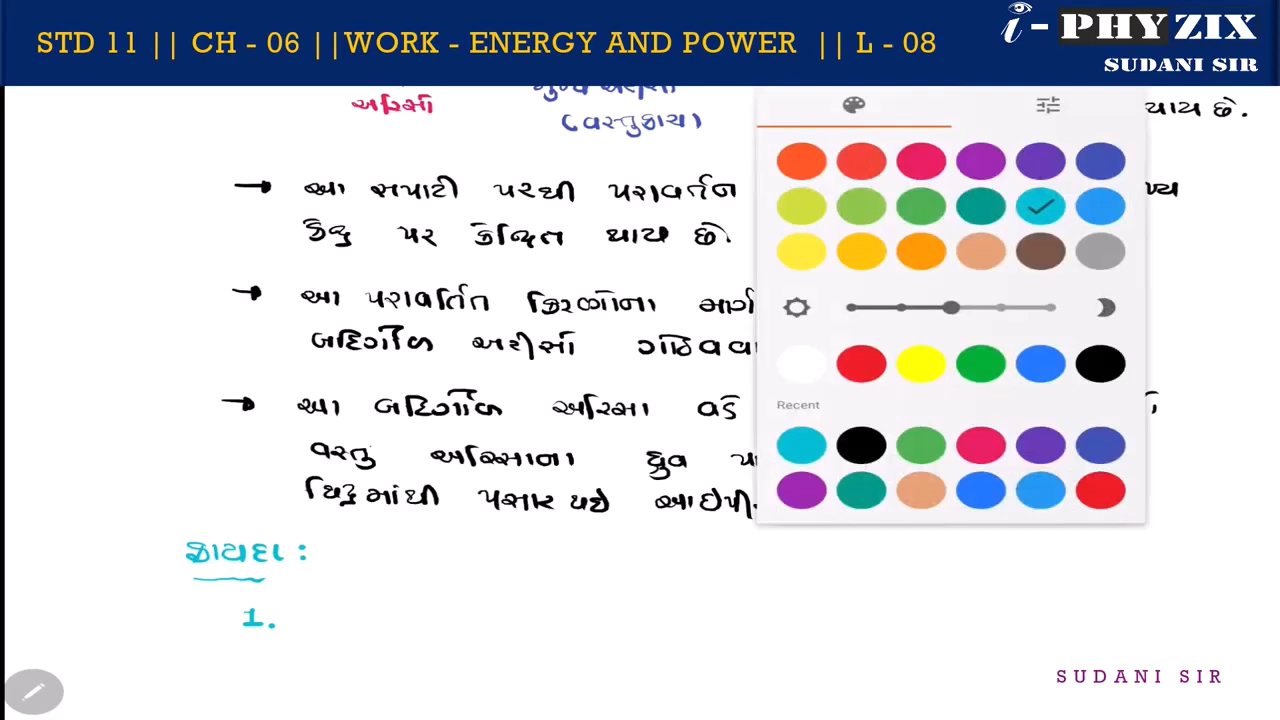 STD 11 || CH - 06 ||WORK - ENERGY AND POWER || L - 08
i-PHYZIX
SUDANI SIR
થાય છે.
અરિસો
(વસ્તુકાચ)
આ સપાટી પરથી પરાવર્તન
કેન્દ્ર પર કેન્દ્રિત થાય છે.
આ પરાવર્તિત કિરણોના માર્ગ
બહિર્ગોળ અરીસો ગોઠવવા
આ બહિર્ગોળ અરિસા વડે
વસ્તુ અરિસાના ધ્રુવ
છિદ્રમાંથી પસાર થઈ આઈપી
ફાયદા :
1.
Recent
SUDANI SIR